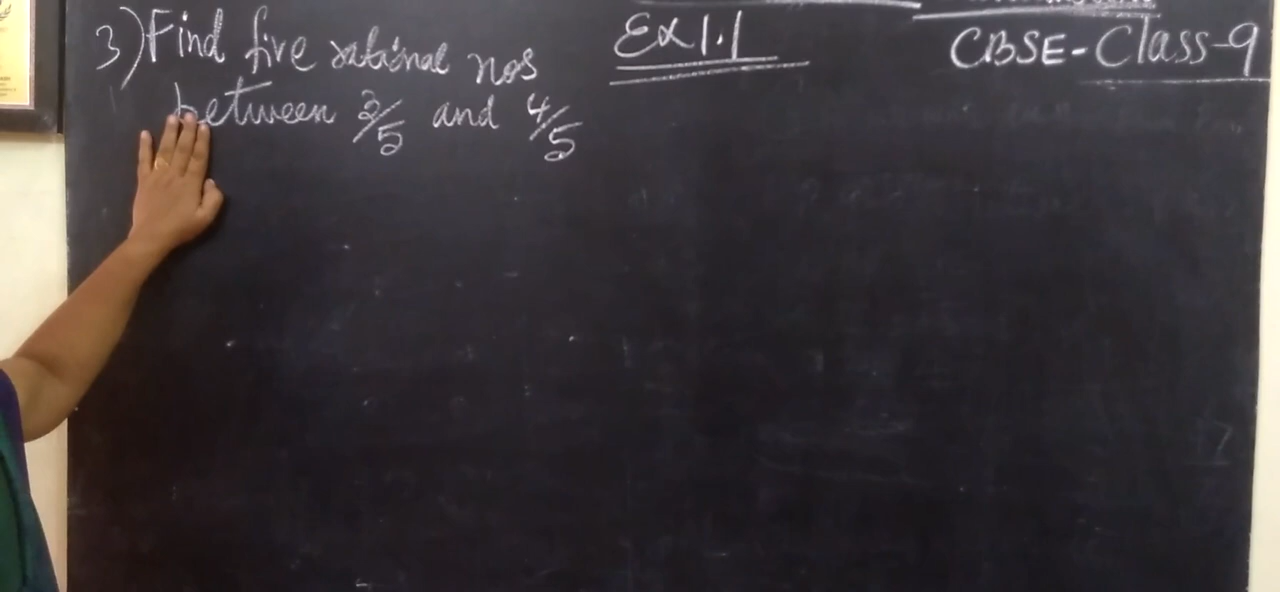 3) Find five rational nos
between 3/5 and 4/5
Ex 1.1
CBSE - Class - 9